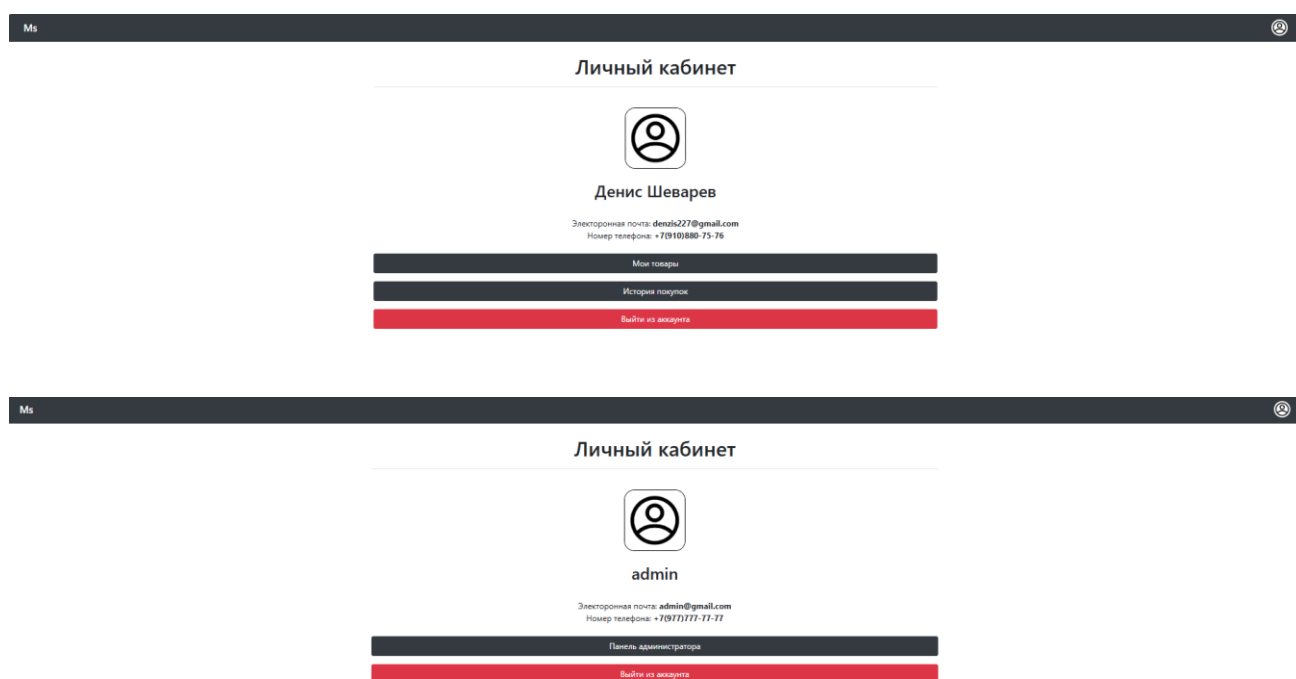 Ms
Личный кабинет
Денис Шеварев
Электоронная почта: denzis227@gmail.com
Номер телефона: +7(910)880-75-76
Мои товары
История покупок
Выйти из аккаунта
Ms
Личный кабинет
admin
Электоронная почта: admin@gmail.com
Номер телефона: +7(977)777-77-77
Панель администратора
Выйти из аккаунта